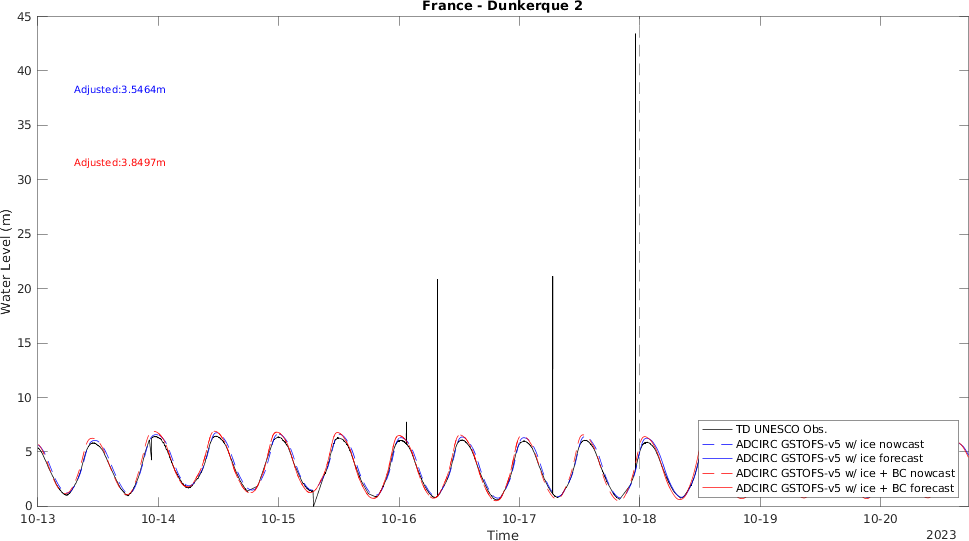 France - Dunkerque 2
45
40
35
30
25
20
15
10
5
0
Water Level (m)
Adjusted:3.5464m
Adjusted:3.8497m
TD UNESCO Obs.
ADCIRC GSTOFS-v5 w/ ice nowcast
ADCIRC GSTOFS-v5 w/ ice forecast
ADCIRC GSTOFS-v5 w/ ice + BC nowcast
ADCIRC GSTOFS-v5 w/ ice + BC forecast
10-13 10-14 10-15 10-16 10-17 10-18 10-19 10-20
Time
2023